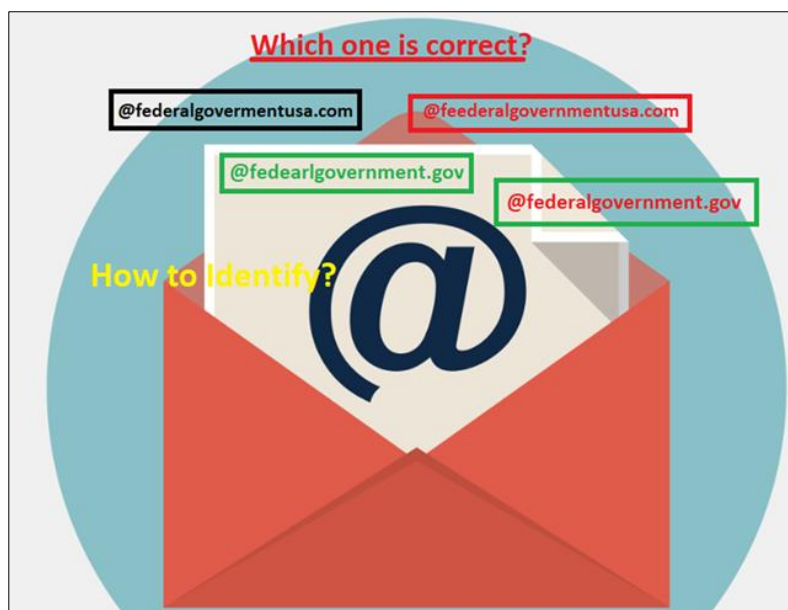 Which one is correct?
@federalgovermentusa.com
@feederalgovernmentusa.com
@fedearlgovernment.gov
@federalgovernment.gov
How to Identify?
@